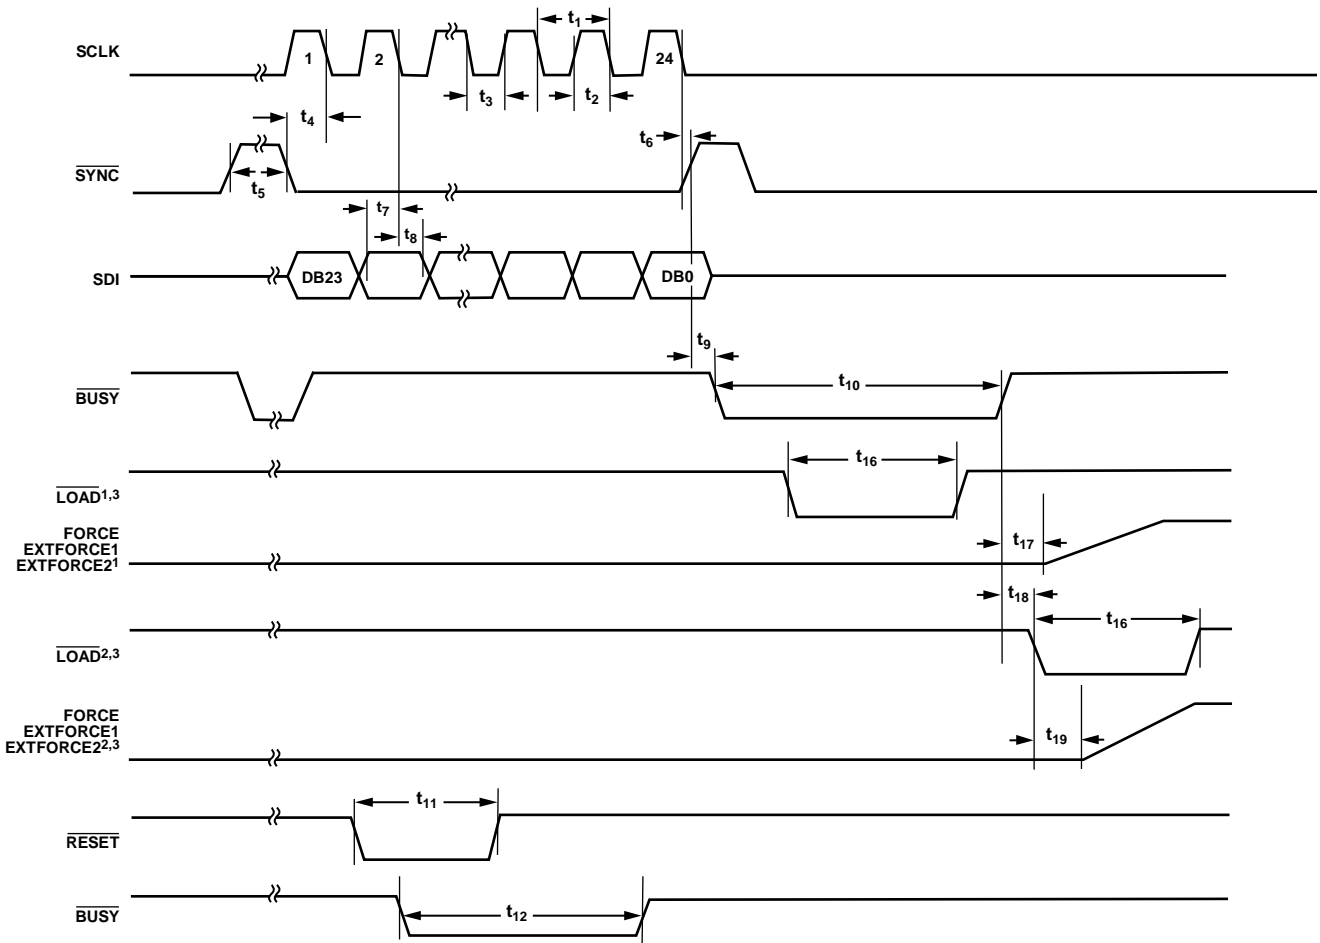 t1
SCLK
1
2
24
t3
t2
t4
t6
SYNC
t5
t7
t8
SDI
DB23
DB0
t9
BUSY
t10
t16
LOAD1,3
FORCE
EXTFORCE1
EXTFORCE21
t17
t18
t16
LOAD2,3
FORCE
EXTFORCE1
EXTFORCE22,3
t19
t11
RESET
BUSY
t12